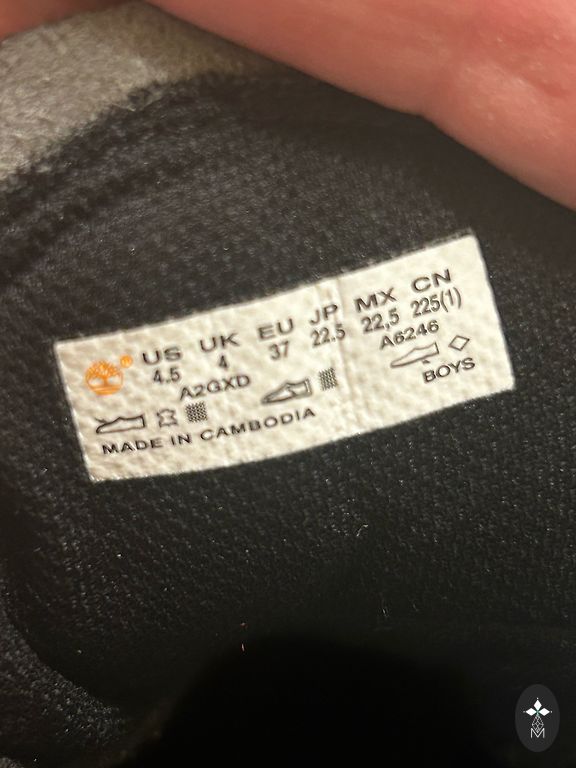 US UK EU JP MX CN
4.5 4 37 22.5 22,5 225(1)
A2GXD A6246
BOYS
MADE IN CAMBODIA
M